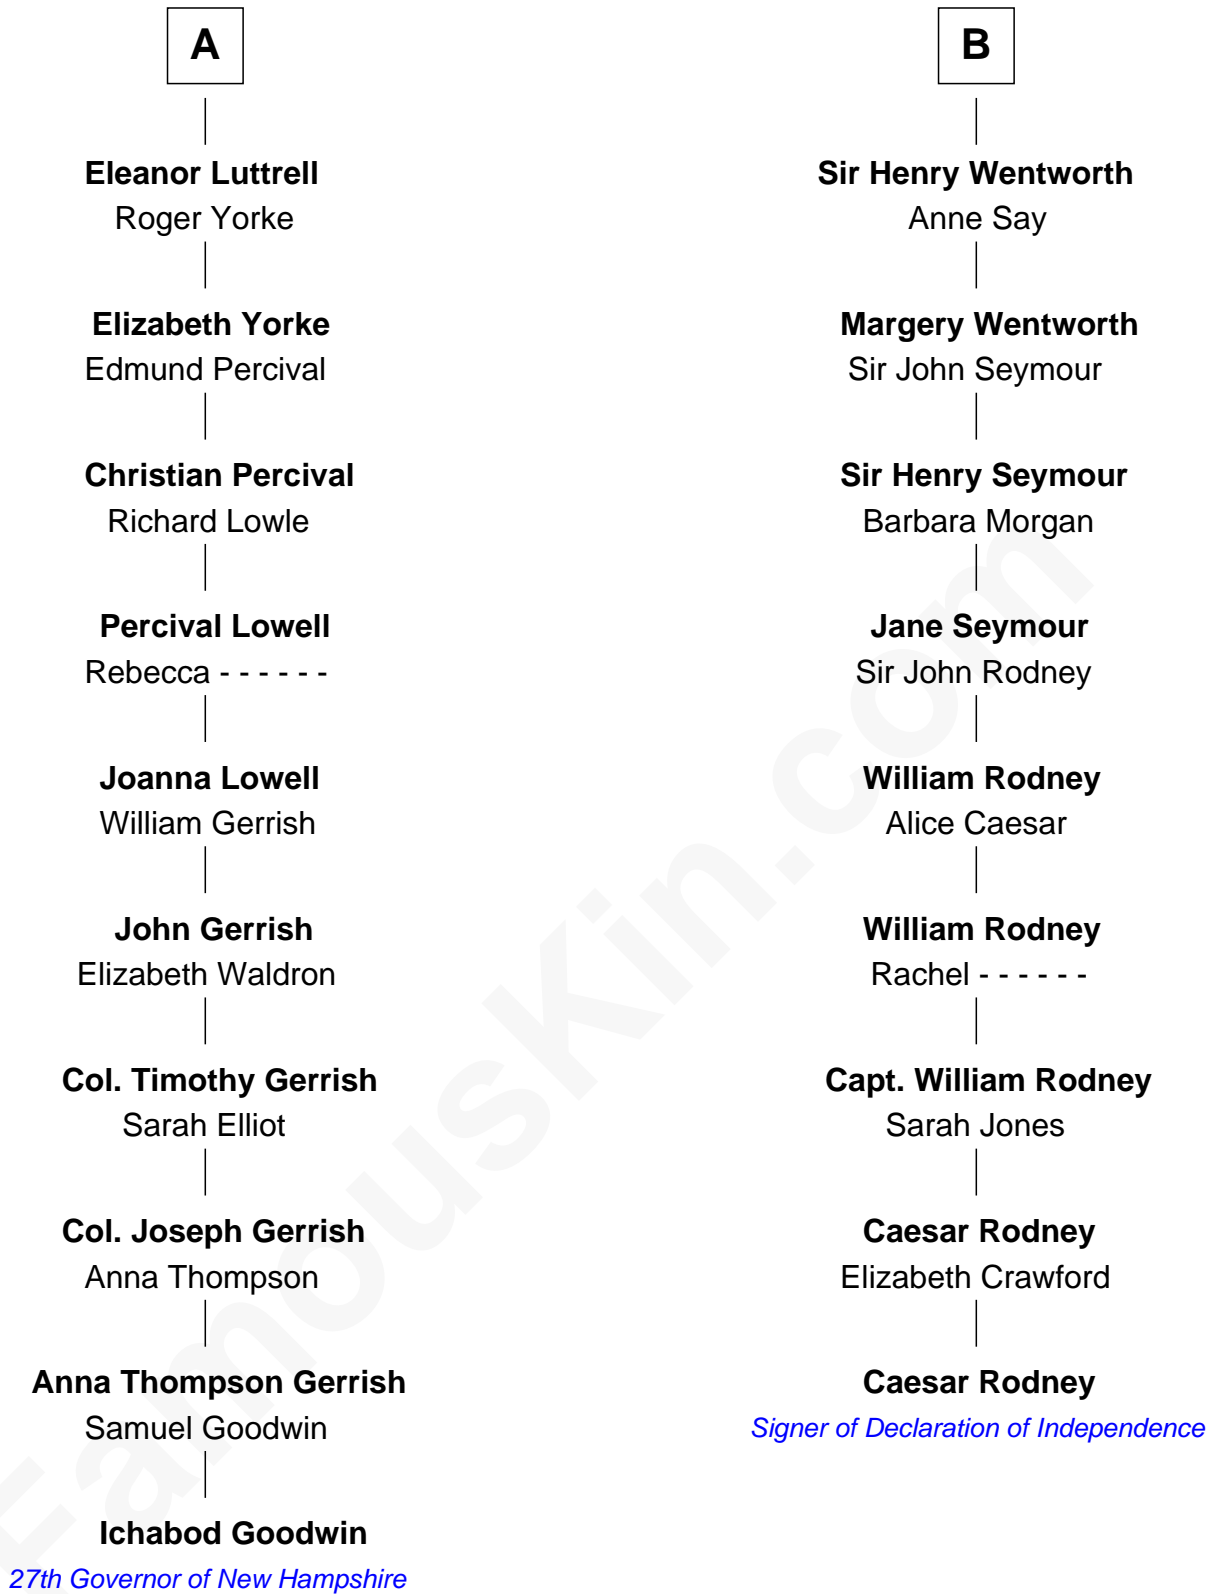 A
Eleanor Luttrell
Roger Yorke
Elizabeth Yorke
Edmund Percival
Christian Percival
Richard Lowle
Percival Lowell
Rebecca - - - - - -
Joanna Lowell
William Gerrish
John Gerrish
Elizabeth Waldron
Col. Timothy Gerrish
Sarah Elliot
Col. Joseph Gerrish
Anna Thompson
Anna Thompson Gerrish
Samuel Goodwin
Ichabod Goodwin
27th Governor of New Hampshire
B
Sir Henry Wentworth
Anne Say
Margery Wentworth
Sir John Seymour
Sir Henry Seymour
Barbara Morgan
Jane Seymour
Sir John Rodney
William Rodney
Alice Caesar
William Rodney
Rachel - - - - - -
Capt. William Rodney
Sarah Jones
Caesar Rodney
Elizabeth Crawford
Caesar Rodney
Signer of Declaration of Independence
FamousKin.com